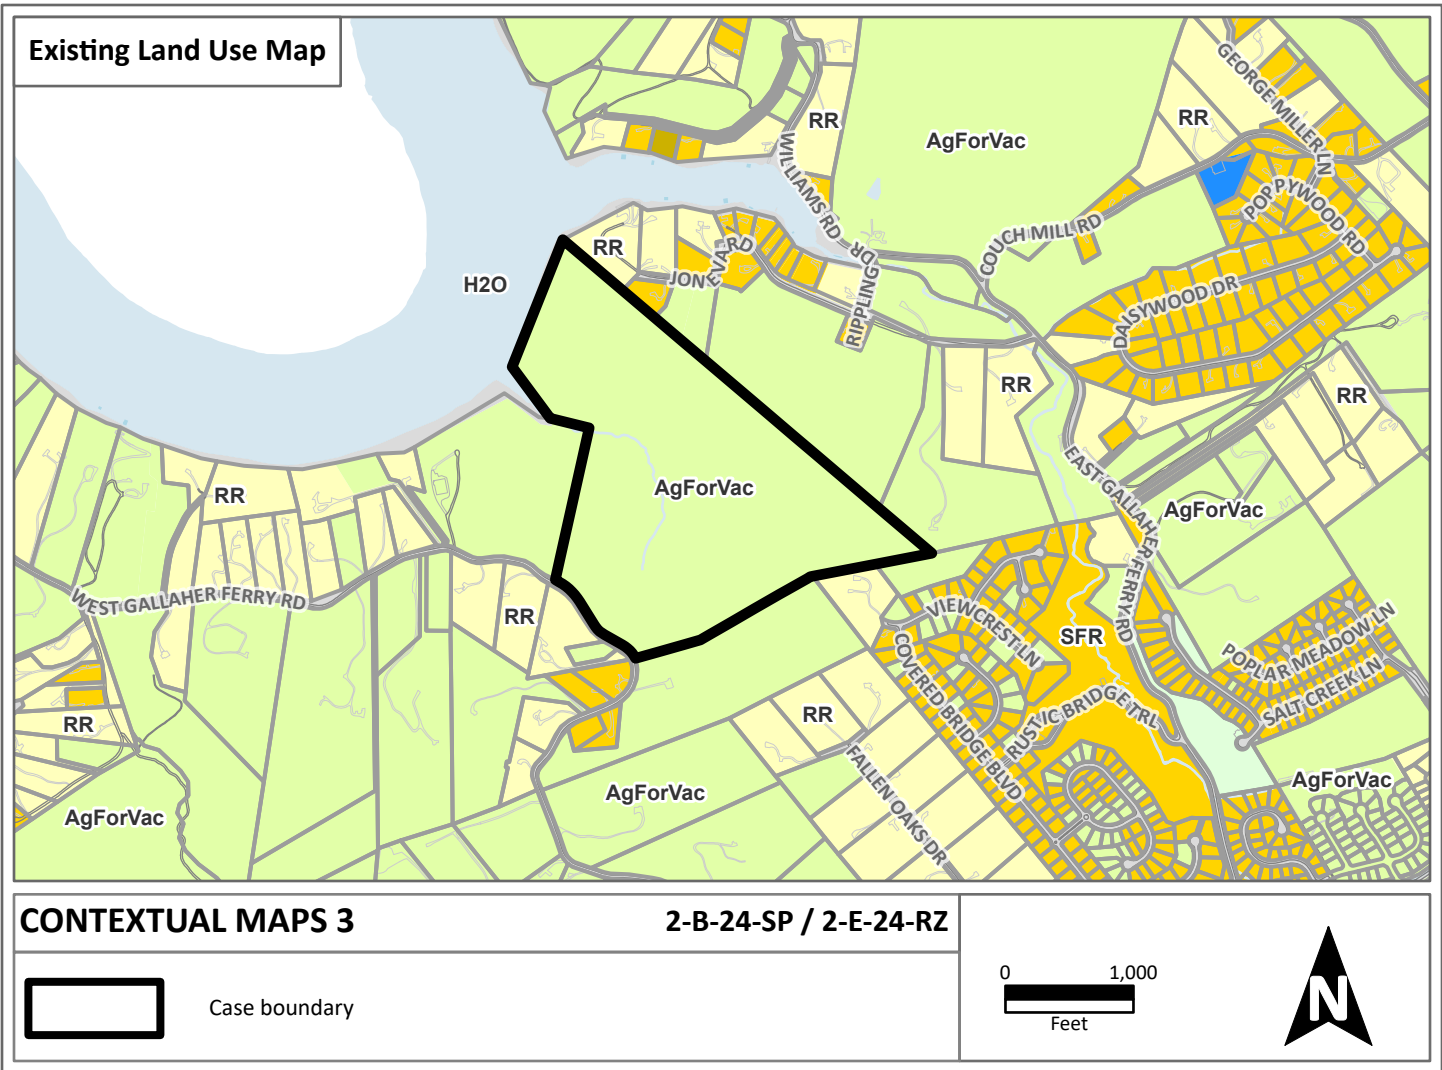 Existing Land Use Map
GEORGE MILLER LN
RR
RR
AgForVac
WILLIAMS RD
POPPYWOOD RD
COUCH MILL RD
RR
EVA RD
JONE
H2O
RIPPLING DR
DAISYWOOD DR
RR
RR
EAST GALLAHER FERRY RD
AgForVac
RR
AgForVac
WEST GALLAHER FERRY RD
RR
VIEWCREST LN
SFR
POPLAR MEADOW LN
SALT CREEK LN
COVERED BRIDGE BLVD
RUSTIC BRIDGE TRL
RR
RR
FALLEN OAKS DR
AgForVac
AgForVac
AgForVac
CONTEXTUAL MAPS 3
2-B-24-SP / 2-E-24-RZ
Case boundary
0 1,000
Feet
N